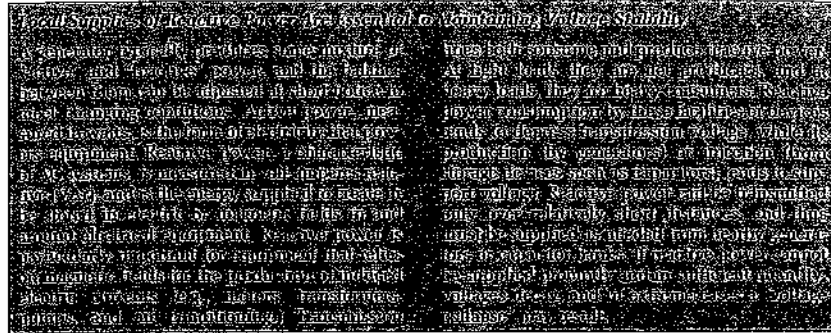 Local Supplies of Reactive Power Are Essential to Maintaining Voltage Stability
A generator typically produces some mixture of
active and reactive power, and the balance
between them can be adjusted at short notice to
meet changing conditions. Active power, meas-
ured in watts, is the form of electricity that pow-
ers equipment. Reactive power, a characteristic
of AC systems, is measured in volt-amperes reac-
tive (VAr), and is the energy supplied to create or
be stored in electric or magnetic fields in and
around electrical equipment. Reactive power is
particularly important for equipment that relies
on magnetic fields for the production of induced
electric currents (e.g., motors, transformers,
pumps, and air conditioning.) Transmission
lines both consume and produce reactive power.
At light loads they are net producers, and at
heavy loads, they are heavy consumers. Reactive
power consumption by these facilities or devices
tends to depress transmission voltage, while its
production (by generators) or injection (from
storage devices such as capacitors) tends to sup-
port voltage. Reactive power can be transmitted
only over relatively short distances, and thus
must be supplied as needed from nearby genera-
tors or capacitor banks. If reactive power cannot
be supplied promptly and in sufficient quantity,
voltages decay, and in extreme cases a "voltage
collapse" may result.